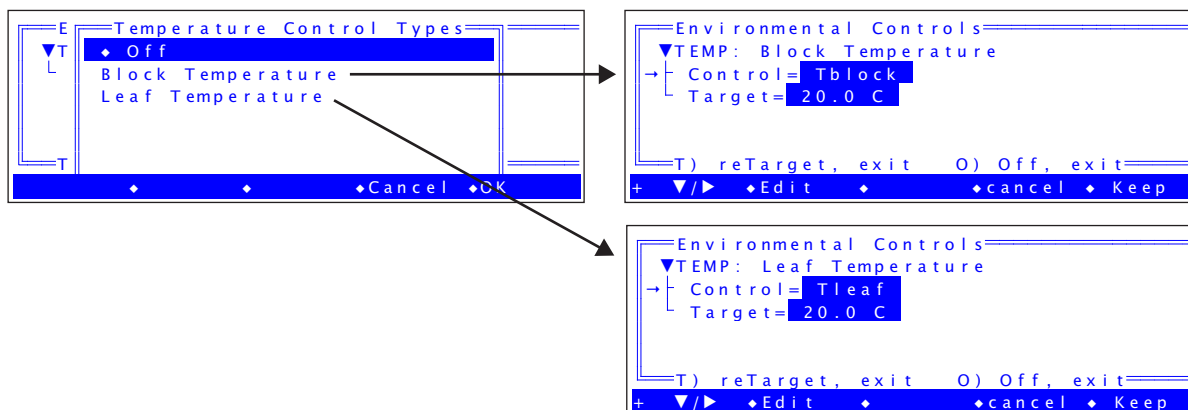 E
Temperature Control Types
▼T
◆ Off
Block Temperature
Leaf Temperature
T
◆ ◆ ◆Cancel ◆OK
Environmental Controls
▼TEMP: Block Temperature
→ Control= Tblock
Target= 20.0 C
T) reTarget, exit O) Off, exit
+ ▼/▶ ◆Edit ◆ ◆cancel ◆ Keep
Environmental Controls
▼TEMP: Leaf Temperature
→ Control= Tleaf
Target= 20.0 C
T) reTarget, exit O) Off, exit
+ ▼/▶ ◆Edit ◆ ◆cancel ◆ Keep